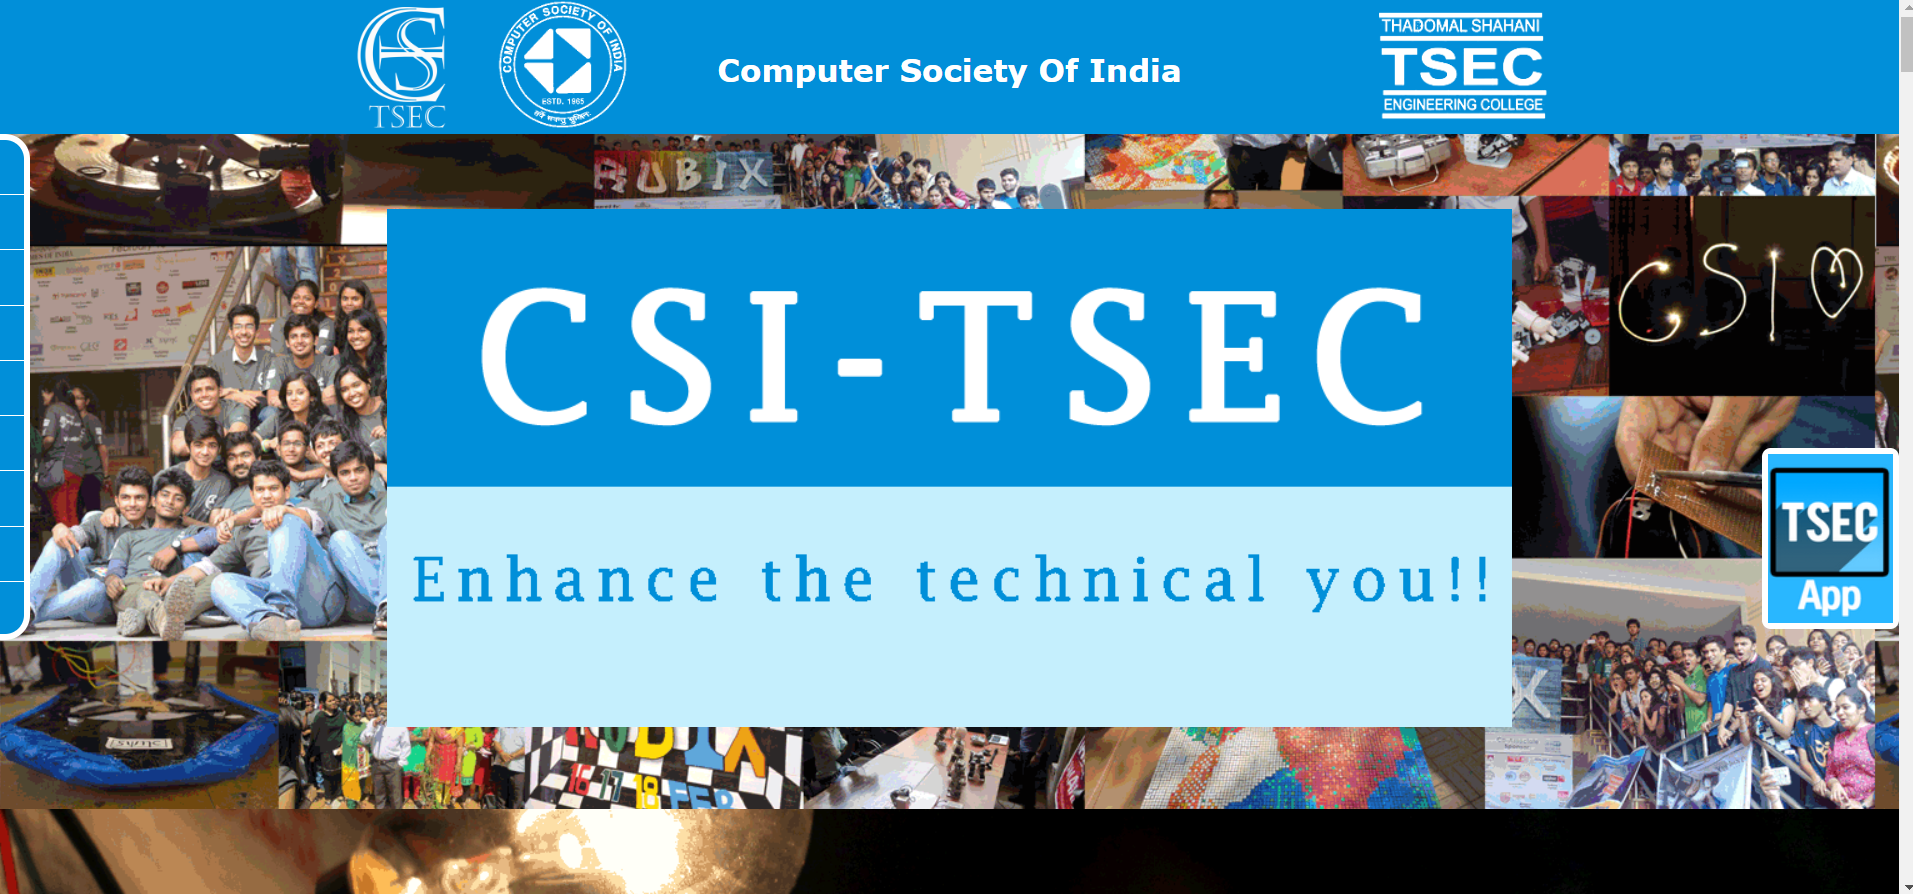 TSEC
COMPUTER SOCIETY OF INDIA
ESTD. 1965
Computer Society Of India
THADOMAL SHAHANI
TSEC
ENGINEERING COLLEGE
RUBIX
CSI
CSI-TSEC
Enhance the technical you!!
TSEC
App
RUBIX
16-17
18
FEB
X